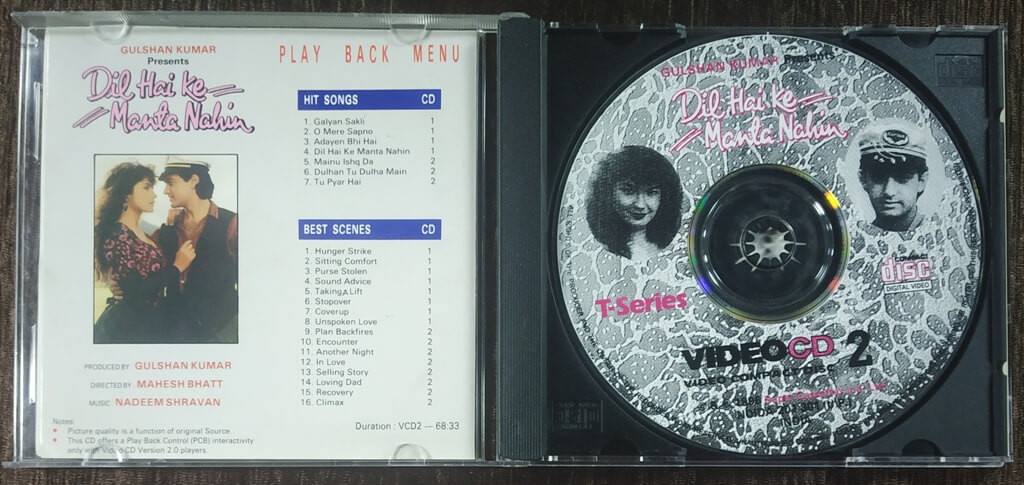 GULSHAN KUMAR
Presents
Dil Hai Ke
Manta Nahin
PRODUCED BY GULSHAN KUMAR
DIRECTED BY MAHESH BHATT
MUSIC: NADEEM SHRAVAN
Notes:
Picture quality is a function of original Source.
This CD offers a Play Back Control (PCB) interactivity
only with Video CD Version 2.0 players.
PLAY BACK MENU
HIT SONGS CD
1. Galyan Sakli 1
2. O Mere Sapno 1
3. Adayen Bhi Hai 1
4. Dil Hai Ke Manta Nahin 1
5. Mainu Ishq Da 2
6. Dulhan Tu Dulha Main 2
7. Tu Pyar Hai 2
BEST SCENES CD
1. Hunger Strike 1
2. Sitting Comfort 1
3. Purse Stolen 1
4. Sound Advice 1
5. Taking A Lift 1
6. Stopover 1
7. Coverup 1
8. Unspoken Love 1
9. Plan Backfires 2
10. Encounter 2
11. Another Night 2
12. In Love 2
13. Selling Story 2
14. Loving Dad 2
15. Recovery 2
16. Climax 2
Duration : VCD2 — 68:33
GULSHAN KUMAR Presents
Dil Hai Ke
Manta Nahin
COMPACT
disc
DIGITAL VIDEO
T-Series
VIDEO CD 2
VIDEO COMPACT DISC